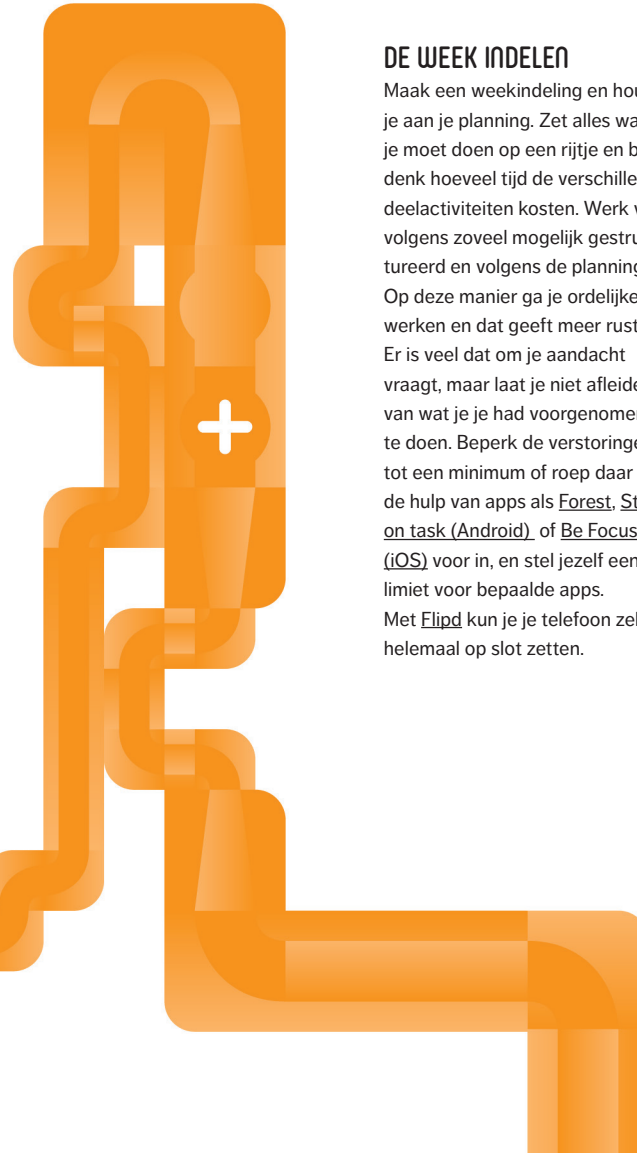 DE WEEK INDELEN
Maak een weekindeling en hou
je aan je planning. Zet alles wa
je moet doen op een rijtje en b
denk hoeveel tijd de verschille
deelactiviteiten kosten. Werk v
volgens zoveel mogelijk gestru
tureerd en volgens de planning
Op deze manier ga je ordelijke
werken en dat geeft meer rust
Er is veel dat om je aandacht
vraagt, maar laat je niet afleide
van wat je je had voorgenomen
te doen. Beperk de verstoringe
tot een minimum of roep daar
de hulp van apps als Forest, St
on task (Android) of Be Focus
(iOS) voor in, en stel jezelf een
limiet voor bepaalde apps.
Met Flipd kun je je telefoon zel
helemaal op slot zetten.